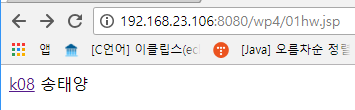 192.168.23.106:8080/wp4/01hw.jsp
앱 [C언어] 이클립스(ecl [Java] 오름차순 정렬
k08 송태양